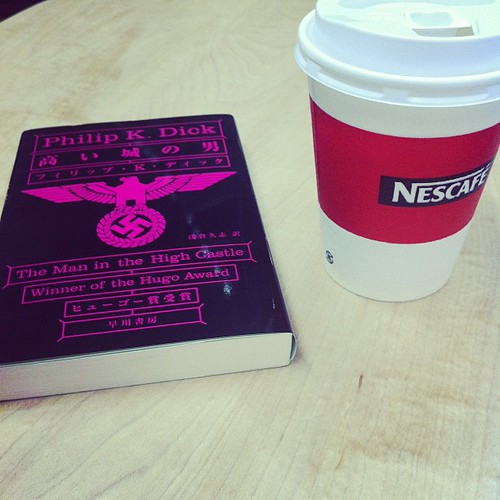 Philip K. Dick
高い城の男
フィリップ・K・ディック
浅倉久志 訳
The Man in the High Castle
Winner of the Hugo Award
ヒューゴー賞受賞
早川書房
NESCAFÉ